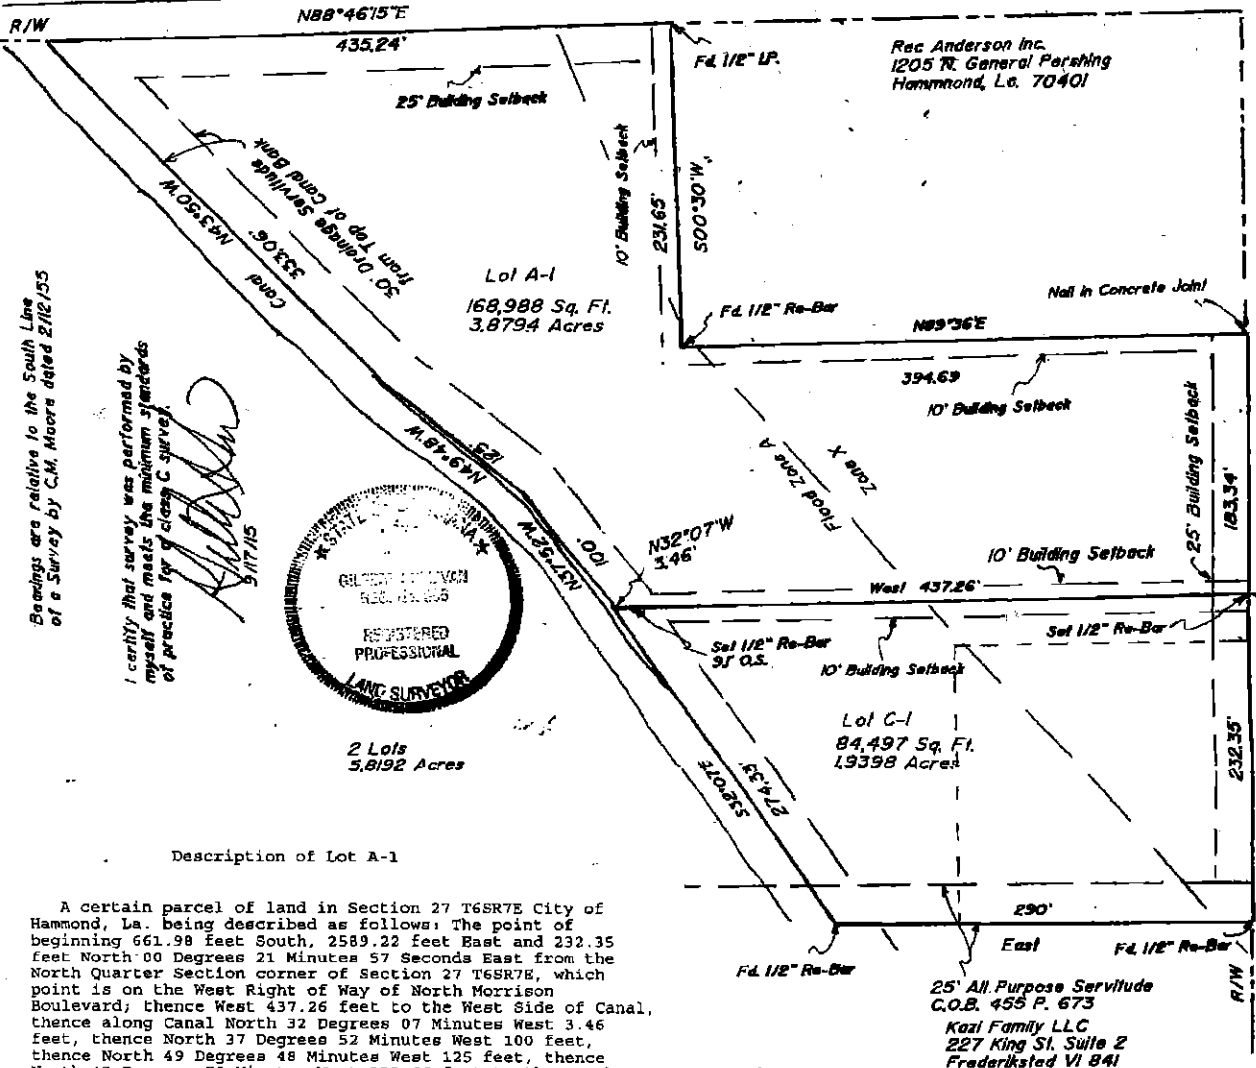 R/W
N88°46'15"E
435.24'
Fd. 1/2" I.P.
Rec Anderson Inc.
1205 N. General Pershing
Hammnond, La. 70401
25' Building Setback
30' Drainage Servitude
from Top of Canal Bank
N43°50'W
333.06'
Canal
10' Building Setback
231.65'
S00°30'W
Lot A-1
168,988 Sq. Ft.
3.8794 Acres
Fd. 1/2" Re-Bar
Nail in Concrete Joint
N89°36'E
394.69
10' Building Setback
25' Building Setback
183.34'
Flood Zone A
Zone X
Bearings are relative to the South Line
of a Survey by C.M. Moore dated 2/12/55
I certify that survey was performed by
myself and meets the minimum standards
of practice for a class C survey.
9/17/15
N49°48'W
125'
N37°52'W
100'
N32°07'W
3.46'
10' Building Setback
West 437.26'
Set 1/2" Re-Bar
9.1' O.S.
10' Building Setback
Set 1/2" Re-Bar
STATE
REGISTERED
PROFESSIONAL
LAND SURVEYOR
2 Lots
5.8192 Acres
Lot C-1
84,497 Sq. Ft.
1.9398 Acres
232.35'
S32°07'E
274.33'
290'
East
Fd. 1/2" Re-Bar
Fd. 1/2" Re-Bar
R/W
25' All Purpose Servitude
C.O.B. 455 P. 673
Kazi Family LLC
227 King St. Suite 2
Frederiksted VI 841
Description of Lot A-1
A certain parcel of land in Section 27 T6SR7E City of
Hammond, La. being described as follows: The point of
beginning 661.98 feet South, 2589.22 feet East and 232.35
feet North 00 Degrees 21 Minutes 57 Seconds East from the
North Quarter Section corner of Section 27 T6SR7E, which
point is on the West Right of Way of North Morrison
Boulevard; thence West 437.26 feet to the West Side of Canal,
thence along Canal North 32 Degrees 07 Minutes West 3.46
feet, thence North 37 Degrees 52 Minutes West 100 feet,
thence North 49 Degrees 48 Minutes West 125 feet, thence